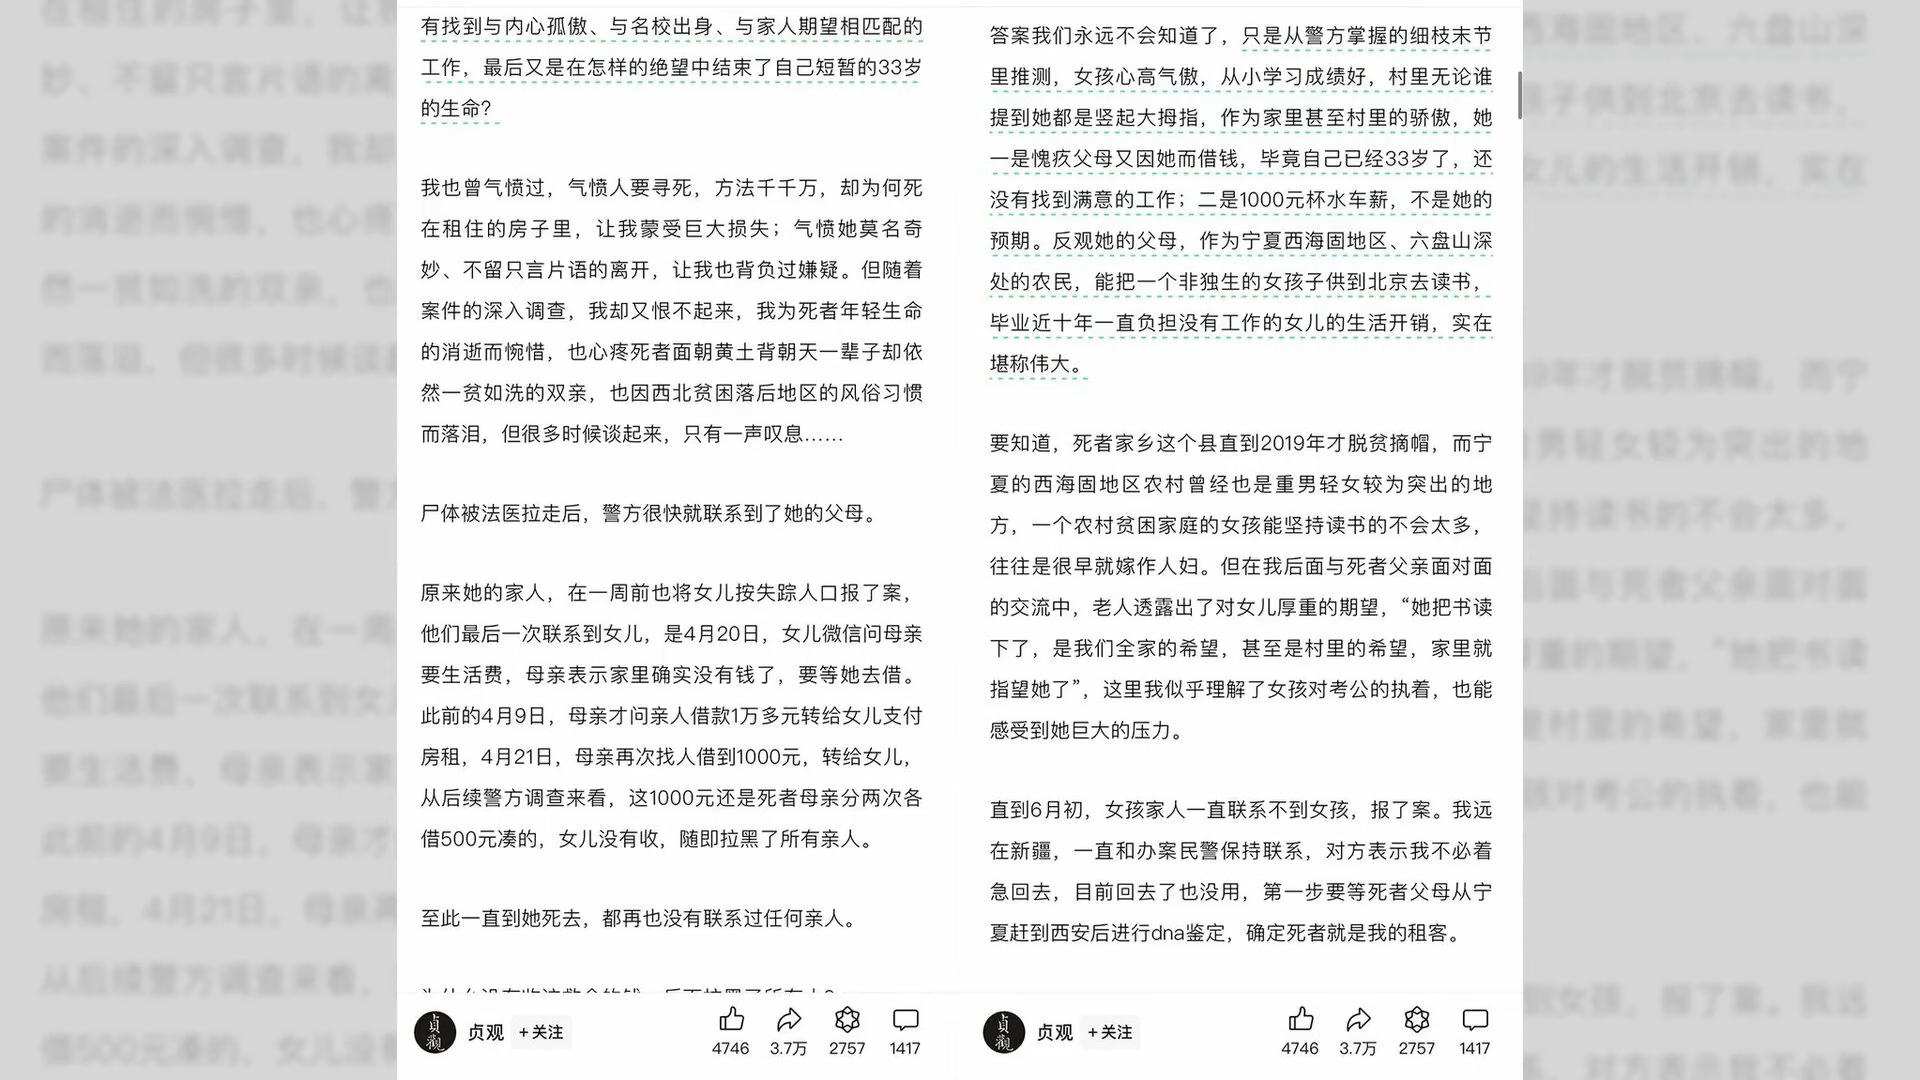 有找到与内心孤傲、与名校出身、与家人期望相匹配的
工作，最后又是在怎样的绝望中结束了自己短暂的33岁
的生命？
我也曾气愤过，气愤人要寻死，方法千千万，却为何死
在租住的房子里，让我蒙受巨大损失；气愤她莫名奇
妙、不留只言片语的离开，让我也背负过嫌疑。但随着
案件的深入调查，我却又恨不起来，我为死者年轻生命
的消逝而惋惜，也心疼死者面朝黄土背朝天一辈子却依
然一贫如洗的双亲，也因西北贫困落后地区的风俗习惯
而落泪，但很多时候谈起来，只有一声叹息……
尸体被法医拉走后，警方很快就联系到了她的父母。
原来她的家人，在一周前也将女儿按失踪人口报了案，
他们最后一次联系到女儿，是4月20日，女儿微信问母亲
要生活费，母亲表示家里确实没有钱了，要等她去借。
此前的4月9日，母亲才问亲人借款1万多元转给女儿支付
房租，4月21日，母亲再次找人借到1000元，转给女儿，
从后续警方调查来看，这1000元还是死者母亲分两次各
借500元凑的，女儿没有收，随即拉黑了所有亲人。
至此一直到她死去，都再也没有联系过任何亲人。
贞观
+关注
4746 3.7万 2757 1417
答案我们永远不会知道了，只是从警方掌握的细枝末节
里推测，女孩心高气傲，从小学习成绩好，村里无论谁
提到她都是竖起大拇指，作为家里甚至村里的骄傲，她
一是愧疚父母又因她而借钱，毕竟自己已经33岁了，还
没有找到满意的工作；二是1000元杯水车薪，不是她的
预期。反观她的父母，作为宁夏西海固地区、六盘山深
处的农民，能把一个非独生的女孩子供到北京去读书，
毕业近十年一直负担没有工作的女儿的生活开销，实在
堪称伟大。
要知道，死者家乡这个县直到2019年才脱贫摘帽，而宁
夏的西海固地区农村曾经也是重男轻女较为突出的地
方，一个农村贫困家庭的女孩能坚持读书的不会太多，
往往是很早就嫁作人妇。但在我后面与死者父亲面对面
的交流中，老人透露出了对女儿厚重的期望，“她把书读
下了，是我们全家的希望，甚至是村里的希望，家里就
指望她了”，这里我似乎理解了女孩对考公的执着，也能
感受到她巨大的压力。
直到6月初，女孩家人一直联系不到女孩，报了案。我远
在新疆，一直和办案民警保持联系，对方表示我不必着
急回去，目前回去了也没用，第一步要等死者父母从宁
夏赶到西安后进行dna鉴定，确定死者就是我的租客。
贞观
+关注
4746 3.7万 2757 1417